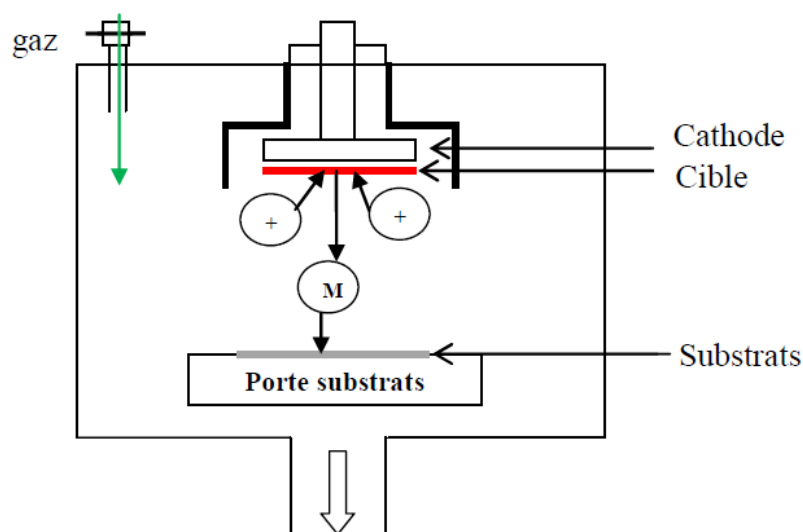 gaz
Cathode
Cible
+
+
M
Substrats
Porte substrats